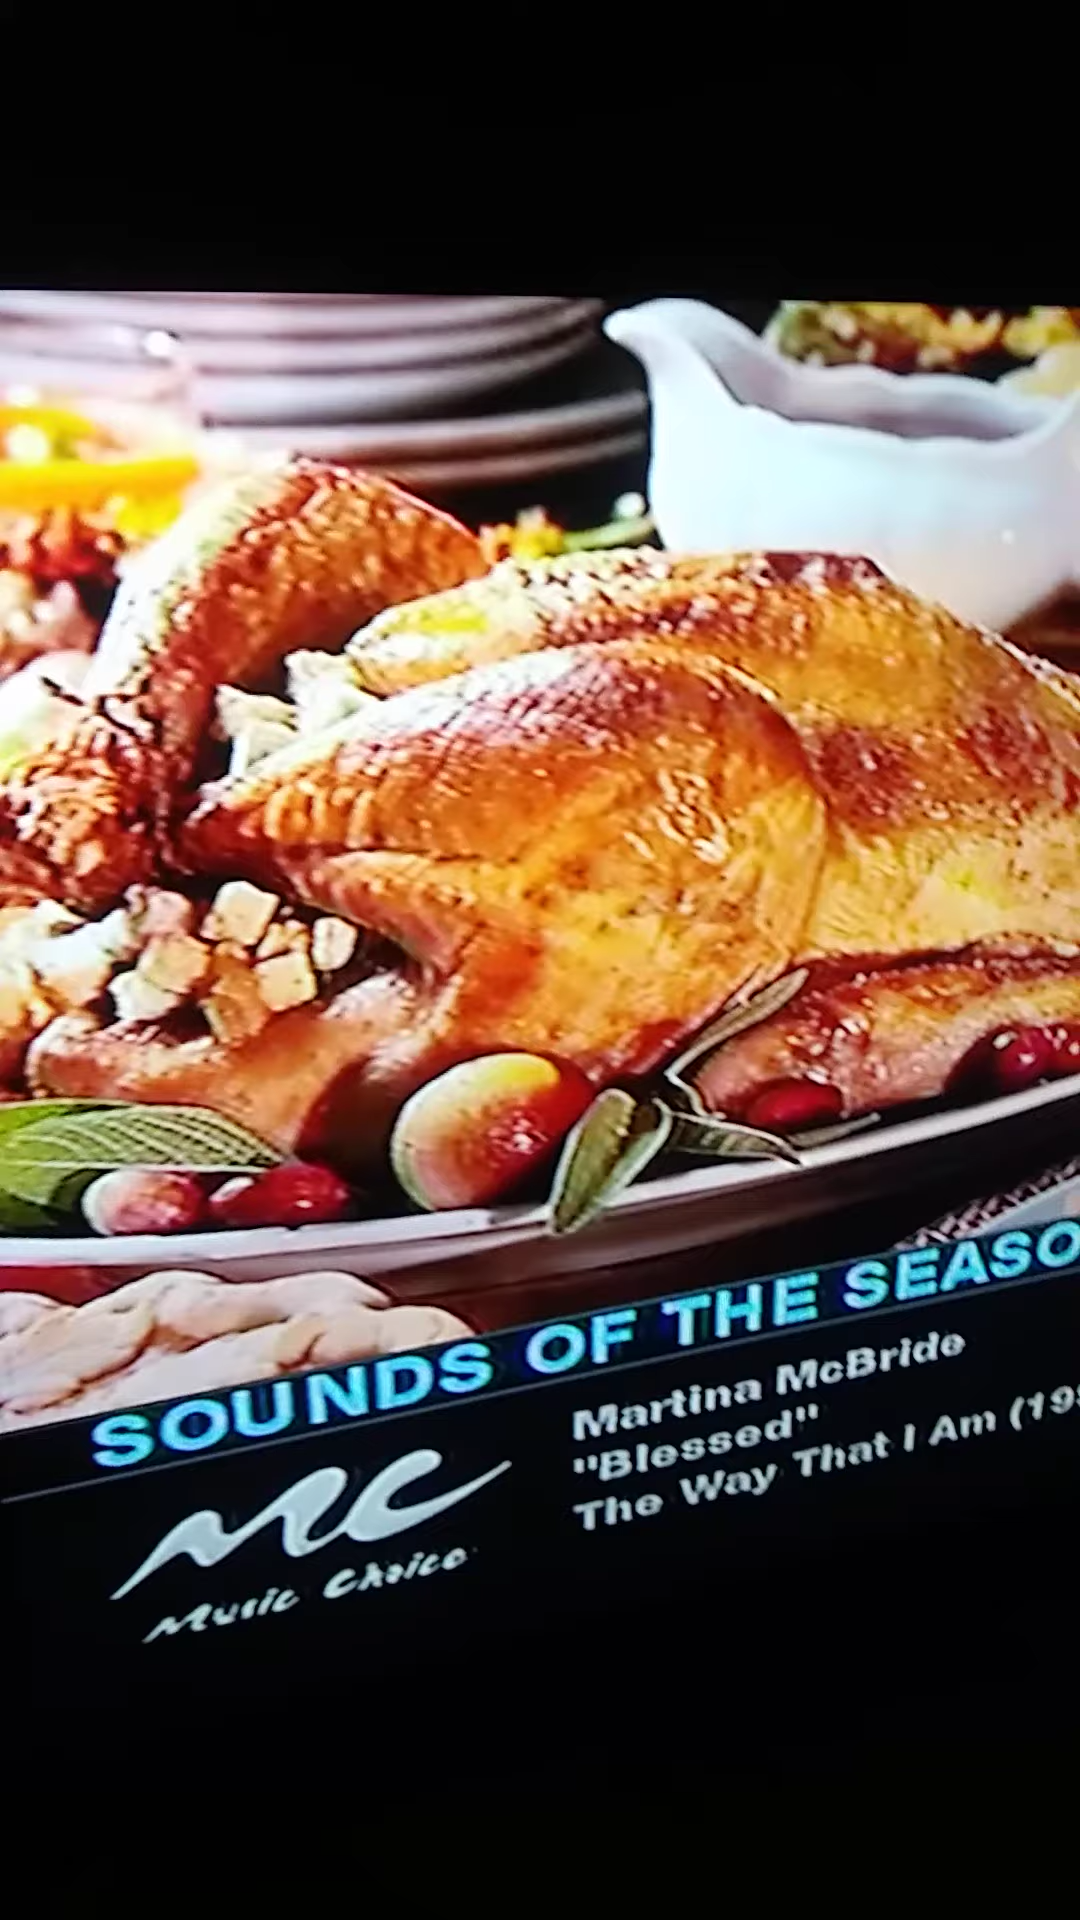 SOUNDS OF THE SEASO
Martina McBride
"Blessed"
The Way That I Am (19
MC
Music Choice